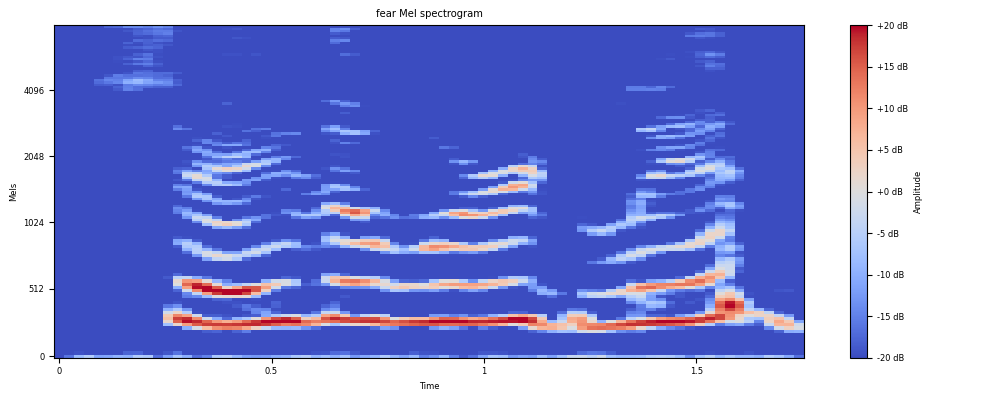 fear Mel spectrogram
Mels
4096
2048
1024
512
0
0
0.5
1
1.5
Time
+20 dB
+15 dB
+10 dB
+5 dB
+0 dB
-5 dB
-10 dB
-15 dB
-20 dB
Amplitude